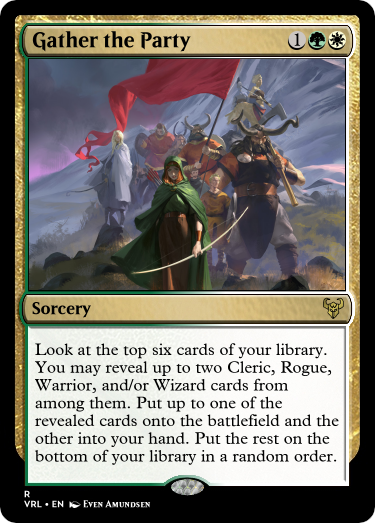 Gather the Party 1
Sorcery
Look at the top six cards of your library.
You may reveal up to two Cleric, Rogue,
Warrior, and/or Wizard cards from
among them. Put up to one of the
revealed cards onto the battlefield and the
other into your hand. Put the rest on the
bottom of your library in a random order.
R
VRL • EN Even Amundsen